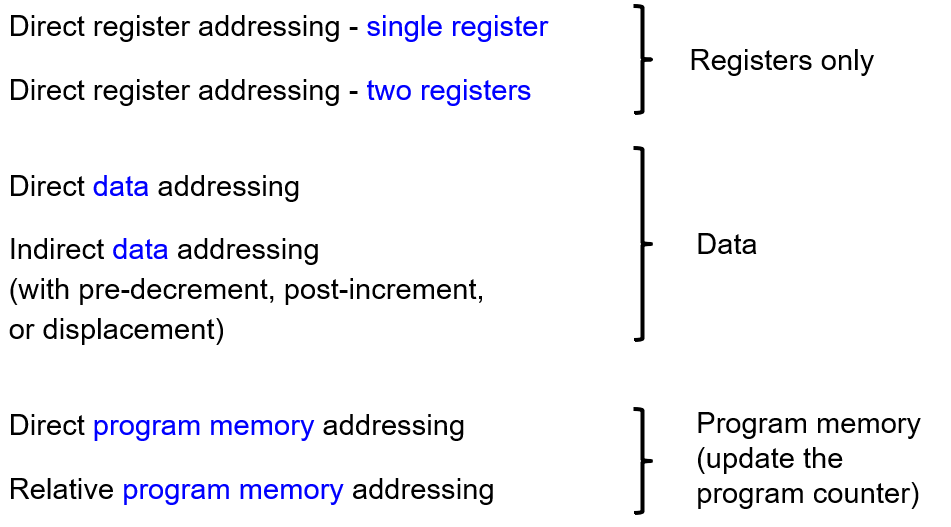 Direct register addressing - single register
Direct register addressing - two registers
Registers only
Direct data addressing
Indirect data addressing
(with pre-decrement, post-increment,
or displacement)
Data
Direct program memory addressing
Relative program memory addressing
Program memory
(update the
program counter)